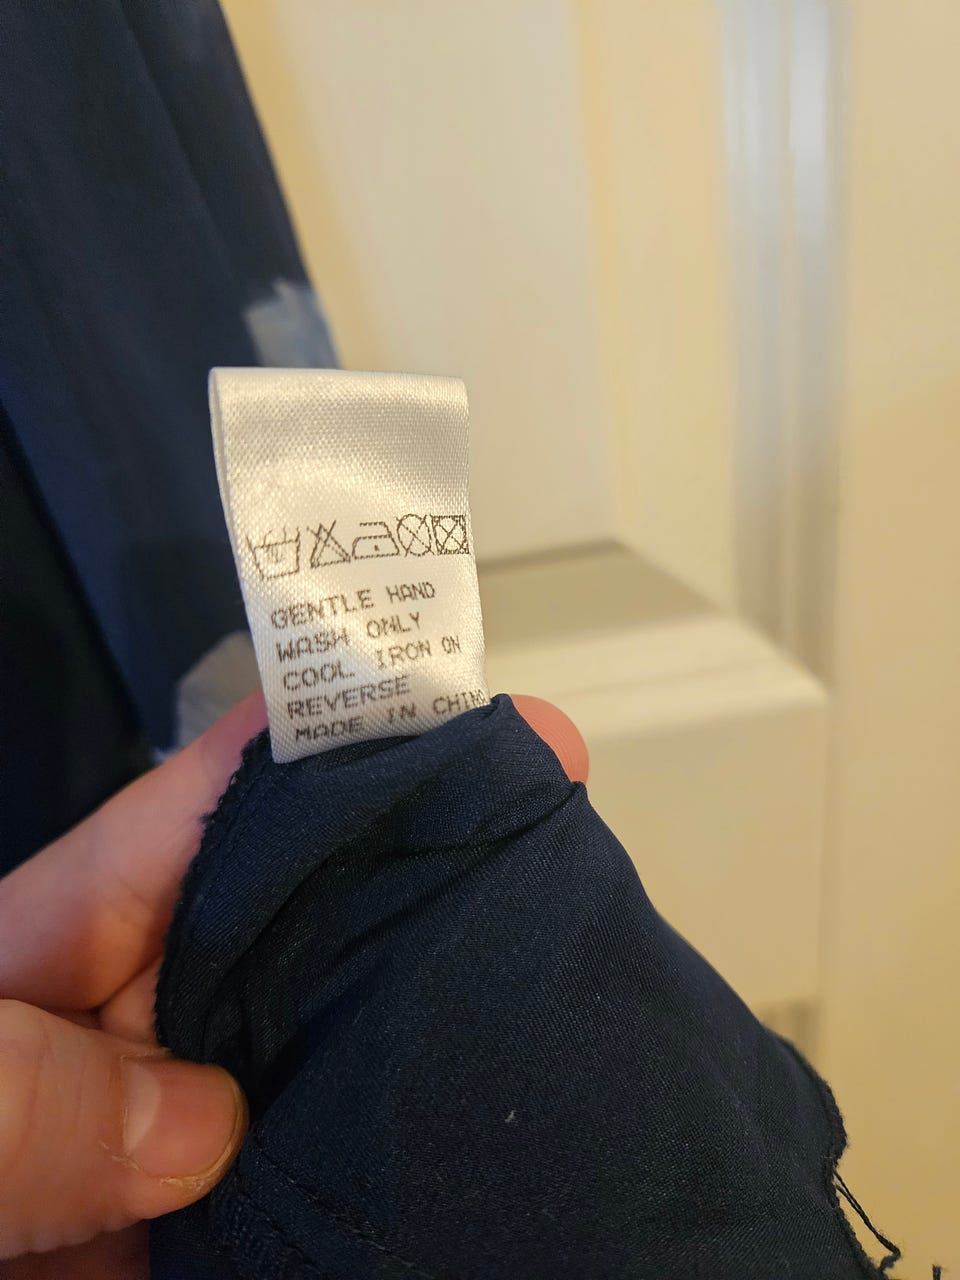 GENTLE HAND
WASH ONLY
COOL IRON ON
REVERSE
MADE IN CHINA